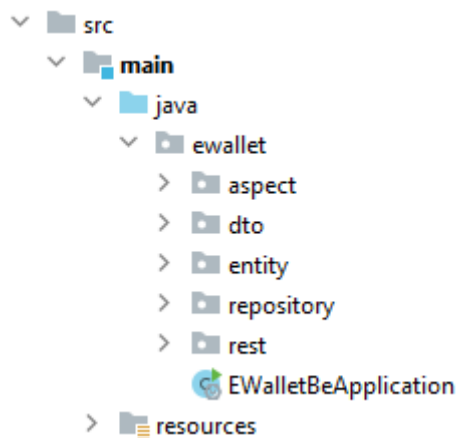 src
main
java
ewallet
aspect
dto
entity
repository
rest
EWalletBeApplication
resources